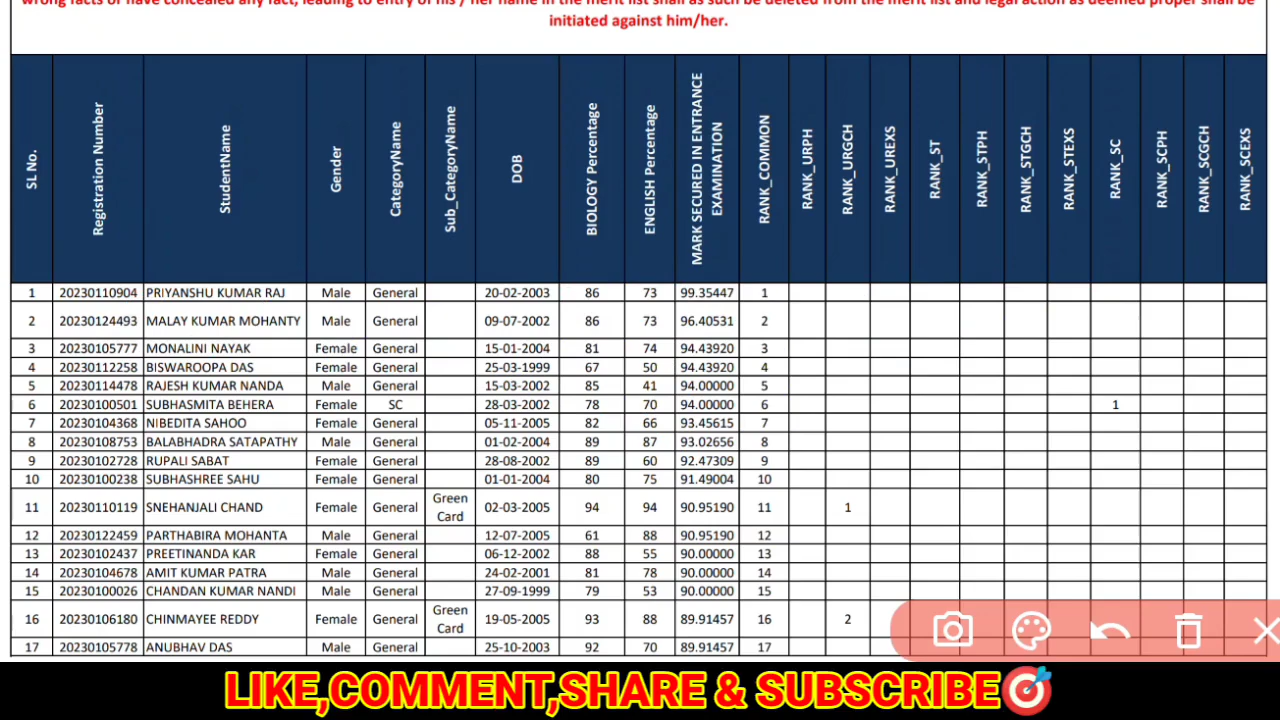 wrong facts or have concealed any fact, leading to entry of his / her name in the merit list shall as such be deleted from the merit list and legal action as deemed proper shall be
initiated against him/her.
SL No. Registration Number StudentName Gender CategoryName Sub_CategoryName DOB BIOLOGY Percentage ENGLISH Percentage MARK SECURED IN ENTRANCE EXAMINATION RANK_COMMON RANK_URPH RANK_URGCH RANK_UREXS RANK_ST RANK_STPH RANK_STGCH RANK_STEXS RANK_SC RANK_SCPH RANK_SCGCH RANK_SCEXS
1 20230110904 PRIYANSHU KUMAR RAJ Male General 20-02-2003 86 73 99.35447 1
2 20230124493 MALAY KUMAR MOHANTY Male General 09-07-2002 86 73 96.40531 2
3 20230105777 MONALINI NAYAK Female General 15-01-2004 81 74 94.43920 3
4 20230112258 BISWAROOPA DAS Female General 25-03-1999 67 50 94.43920 4
5 20230114478 RAJESH KUMAR NANDA Male General 15-03-2002 85 41 94.00000 5
6 20230100501 SUBHASMITA BEHERA Female SC 28-03-2002 78 70 94.00000 6 1
7 20230104368 NIBEDITA SAHOO Female General 05-11-2005 82 66 93.45615 7
8 20230108753 BALABHADRA SATAPATHY Male General 01-02-2004 89 87 93.02656 8
9 20230102728 RUPALI SABAT Female General 28-08-2002 89 60 92.47309 9
10 20230100238 SUBHASHREE SAHU Female General 01-01-2004 80 75 91.49004 10
11 20230110119 SNEHANJALI CHAND Female General Green Card 02-03-2005 94 94 90.95190 11 1
12 20230122459 PARTHABIRA MOHANTA Male General 12-07-2005 61 88 90.95190 12
13 20230102437 PREETINANDA KAR Female General 06-12-2002 88 55 90.00000 13
14 20230104678 AMIT KUMAR PATRA Male General 24-02-2001 81 78 90.00000 14
15 20230100026 CHANDAN KUMAR NANDI Male General 27-09-1999 79 53 90.00000 15
16 20230106180 CHINMAYEE REDDY Female General Green Card 19-05-2005 93 88 89.91457 16 2
17 20230105778 ANUBHAV DAS Male General 25-10-2003 92 70 89.91457 17
LIKE,COMMENT,SHARE & SUBSCRIBE